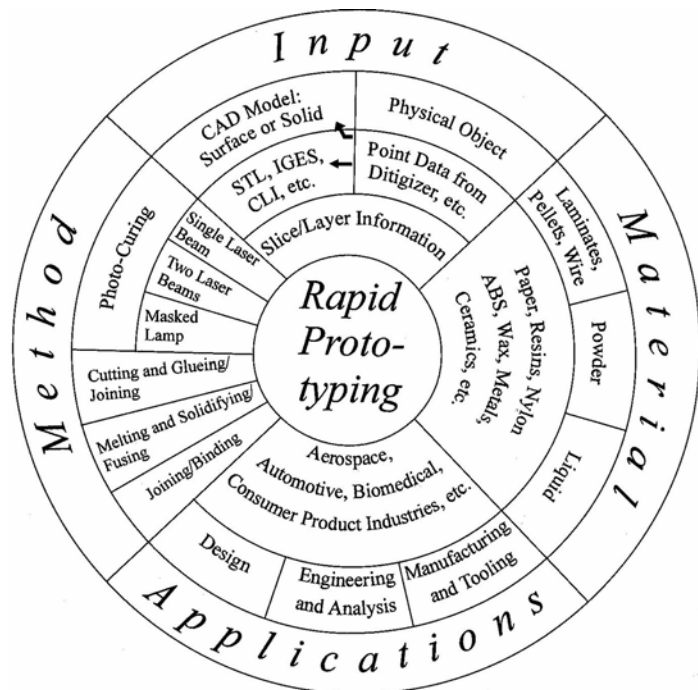 Input
CAD Model:
Surface or Solid
Physical Object
STL, IGES,
CLI, etc.
Point Data from
Ditigizer, etc.
Slice/Layer Information
Material
Laminates,
Pellets, Wire
Powder
Liquid
Paper, Resins, Nylon
ABS, Wax, Metals,
Ceramics, etc.
Rapid
Proto-
typing
Method
Photo-Curing
Single Laser
Beam
Two Laser
Beams
Masked
Lamp
Cutting and Glueing/
Joining
Melting and Solidifying/
Fusing
Joining/Binding
Aerospace,
Automotive, Biomedical,
Consumer Product Industries, etc.
Design
Engineering
and Analysis
Manufacturing
and Tooling
Applications